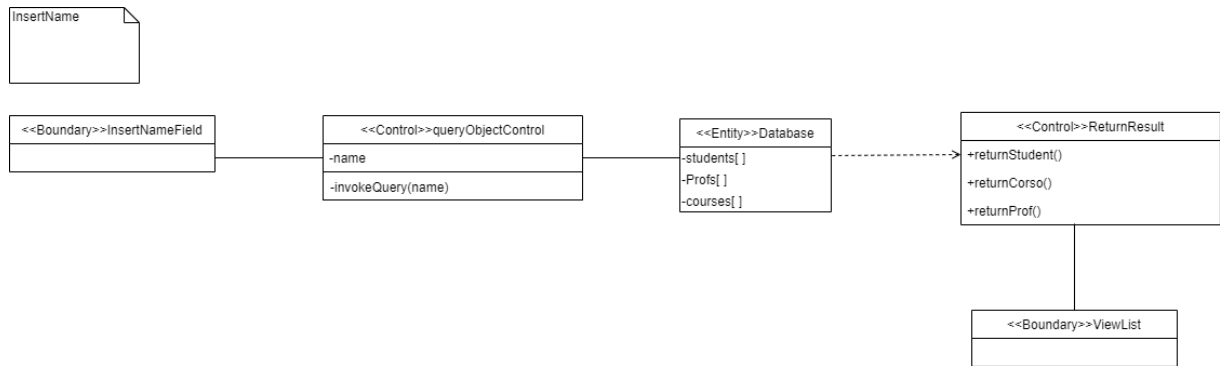 InsertName
<<Boundary>>InsertNameField
<<Control>>queryObjectControl
-name
-invokeQuery(name)
<<Entity>>Database
-students[ ]
-Profs[ ]
-courses[ ]
<<Control>>ReturnResult
+returnStudent()
+returnCorso()
+returnProf()
<<Boundary>>ViewList